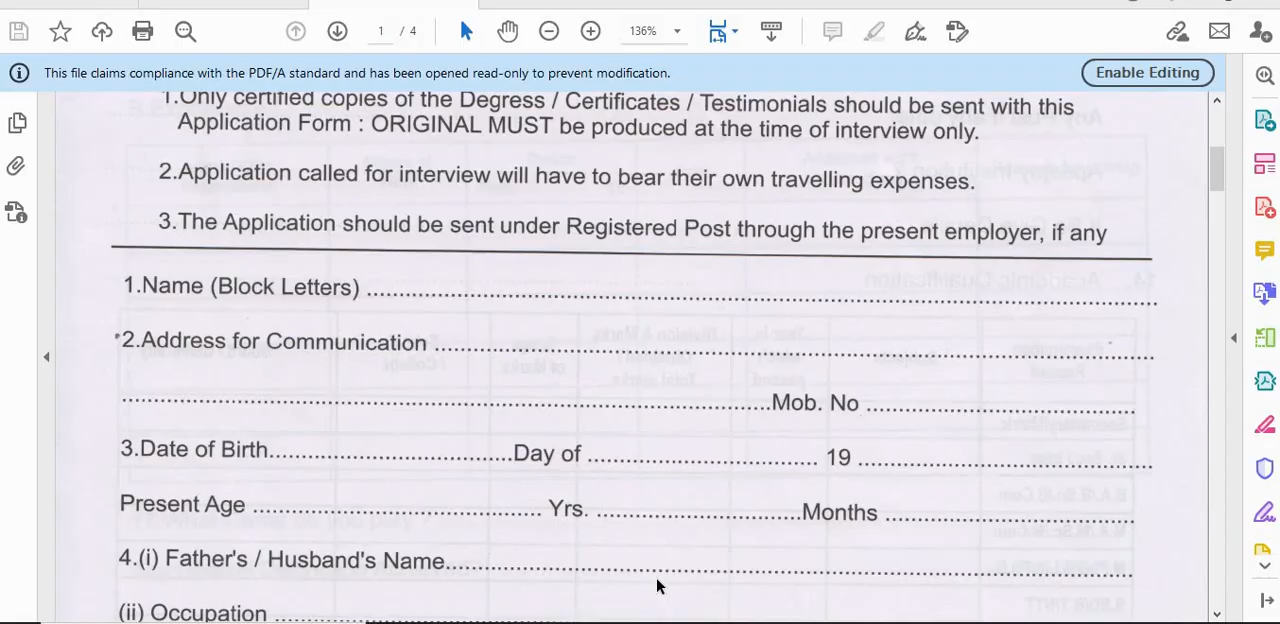 1 / 4
136%
This file claims compliance with the PDF/A standard and has been opened read-only to prevent modification.
Enable Editing
1.Only certified copies of the Degress / Certificates / Testimonials should be sent with this
Application Form : ORIGINAL MUST be produced at the time of interview only.
2.Application called for interview will have to bear their own travelling expenses.
3.The Application should be sent under Registered Post through the present employer, if any
1.Name (Block Letters)
2.Address for Communication
Mob. No
3.Date of Birth Day of 19
Present Age Yrs. Months
4.(i) Father's / Husband's Name
(ii) Occupation